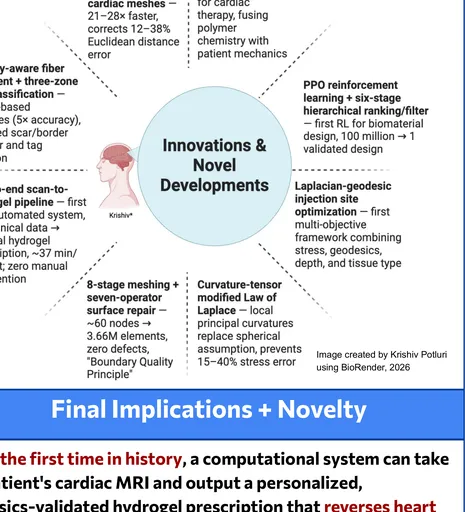 cardiac meshes –
21–28× faster,
corrects 12–38%
Euclidean distance
error
for cardiac
therapy, fusing
polymer
chemistry with
patient mechanics
PPO reinforcement
learning + six-stage
hierarchical ranking/filter
– first RL for biomaterial
design, 100 million → 1
validated design
Laplacian-geodesic
injection site
optimization – first
multi-objective
framework combining
stress, geodesics,
depth, and tissue type
Curvature-tensor
modified Law of
Laplace – local
principal curvatures
replace spherical
assumption, prevents
15–40% stress error
8-stage meshing +
seven-operator
surface repair –
~60 nodes →
3.66M elements,
zero defects,
"Boundary Quality
Principle"
-end scan-to-
gel pipeline – first
utomated system,
nical data →
al hydrogel
iption, ~37 min/
t; zero manual
ention
y-aware fiber
ent + three-zone
assification –
-based
es (5× accuracy),
ed scar/border
r and tag
on
Innovations &
Novel
Developments
Krishiv*
Image created by Krishiv Potluri
using BioRender, 2026
Final Implications + Novelty
the first time in history, a computational system can take
tient's cardiac MRI and output a personalized,
sics-validated hydrogel prescription that reverses heart